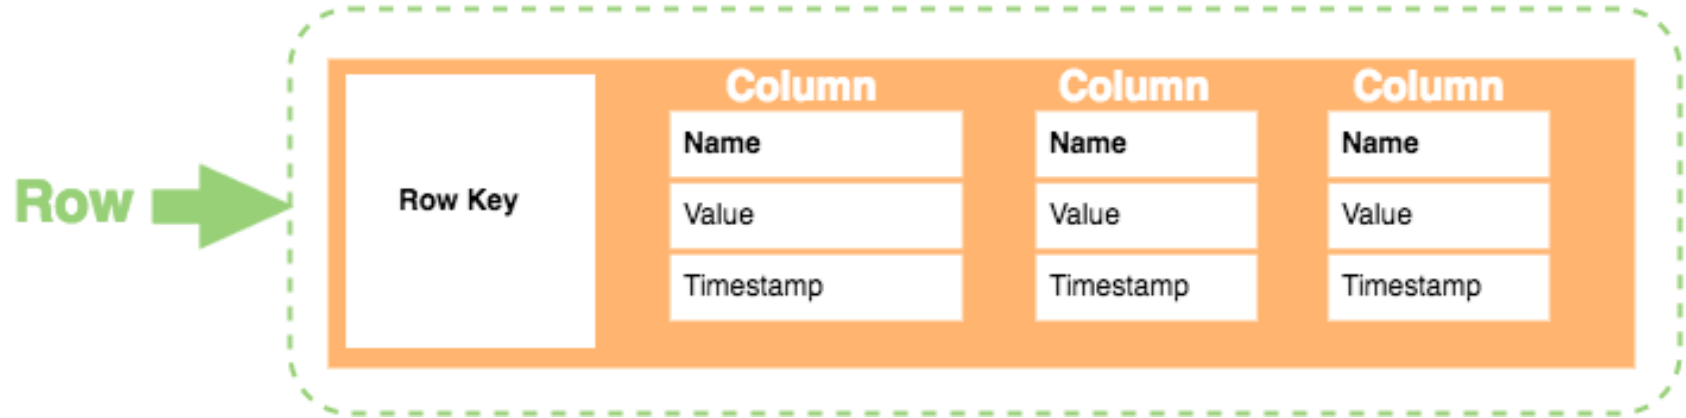 Row
Row Key
Column
Name
Value
Timestamp
Column
Name
Value
Timestamp
Column
Name
Value
Timestamp